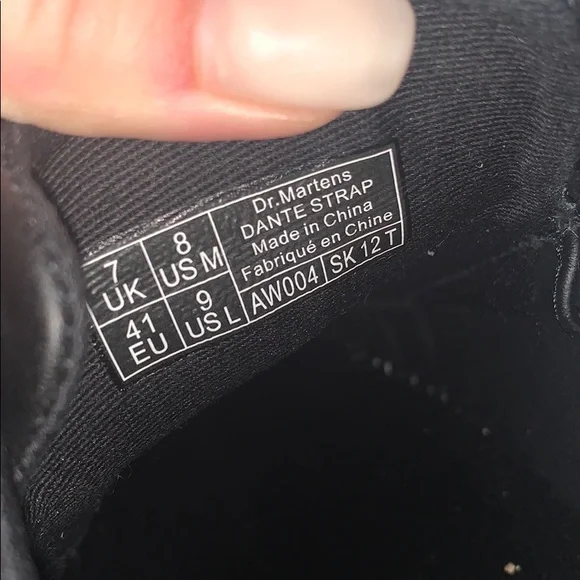 7 UK
8 US M
41 EU
9 US L
Dr.Martens
DANTE STRAP
Made in China
Fabriqué en Chine
AW004
SK 12 T